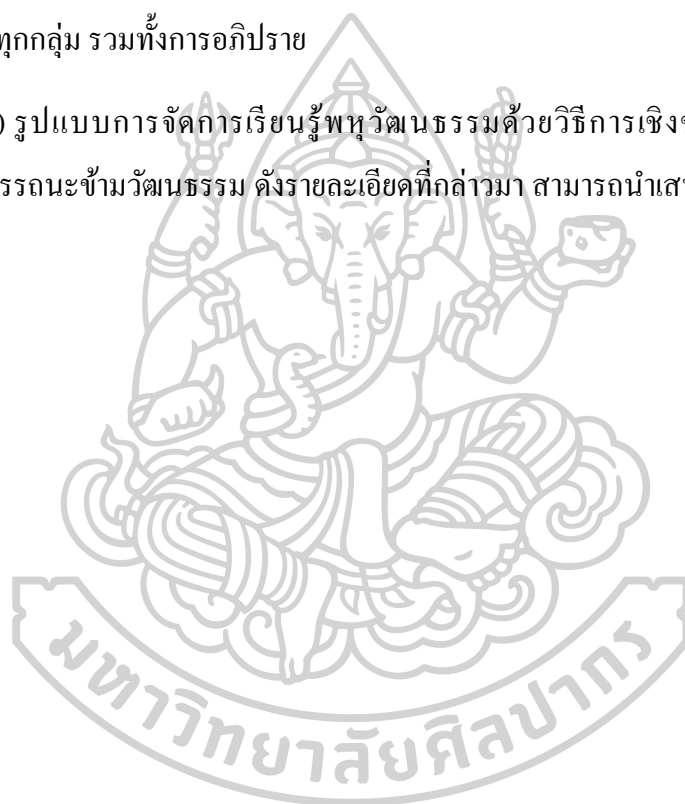 ทุกกลุ่ม รวมทั้งการอภิปราย
) รูปแบบการจัดการเรียนรู้พหุวัฒนธรรมด้วยวิธีการเชิง
รรถนะข้ามวัฒนธรรม ดังรายละเอียดที่กล่าวมา สามารถนำเส
มหาวิทยาลัยศิลปากร